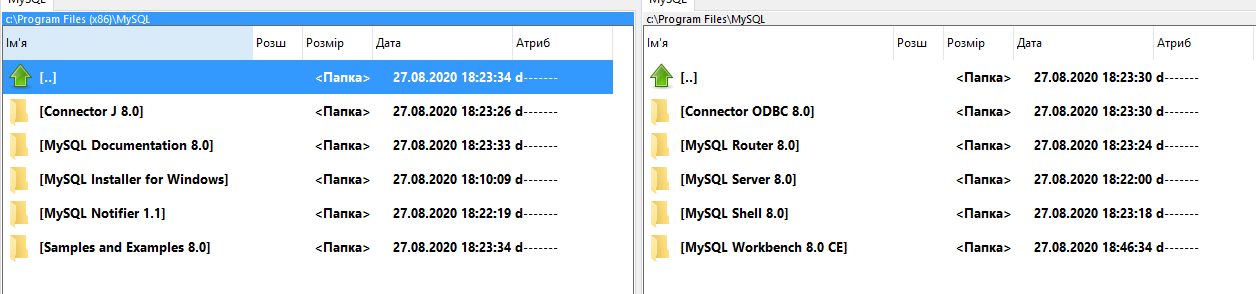 MySQL
c:\Program Files (x86)\MySQL
Ім'я Розш Розмір Дата Атриб
[..] <Папка> 27.08.2020 18:23:34 d-------
[Connector J 8.0] <Папка> 27.08.2020 18:23:26 d-------
[MySQL Documentation 8.0] <Папка> 27.08.2020 18:23:33 d-------
[MySQL Installer for Windows] <Папка> 27.08.2020 18:10:09 d-------
[MySQL Notifier 1.1] <Папка> 27.08.2020 18:22:19 d-------
[Samples and Examples 8.0] <Папка> 27.08.2020 18:23:34 d-------
MySQL
c:\Program Files\MySQL
Ім'я Розш Розмір Дата Атриб
[..] <Папка> 27.08.2020 18:23:30 d-------
[Connector ODBC 8.0] <Папка> 27.08.2020 18:23:30 d-------
[MySQL Router 8.0] <Папка> 27.08.2020 18:23:24 d-------
[MySQL Server 8.0] <Папка> 27.08.2020 18:22:00 d-------
[MySQL Shell 8.0] <Папка> 27.08.2020 18:23:18 d-------
[MySQL Workbench 8.0 CE] <Папка> 27.08.2020 18:46:34 d-------